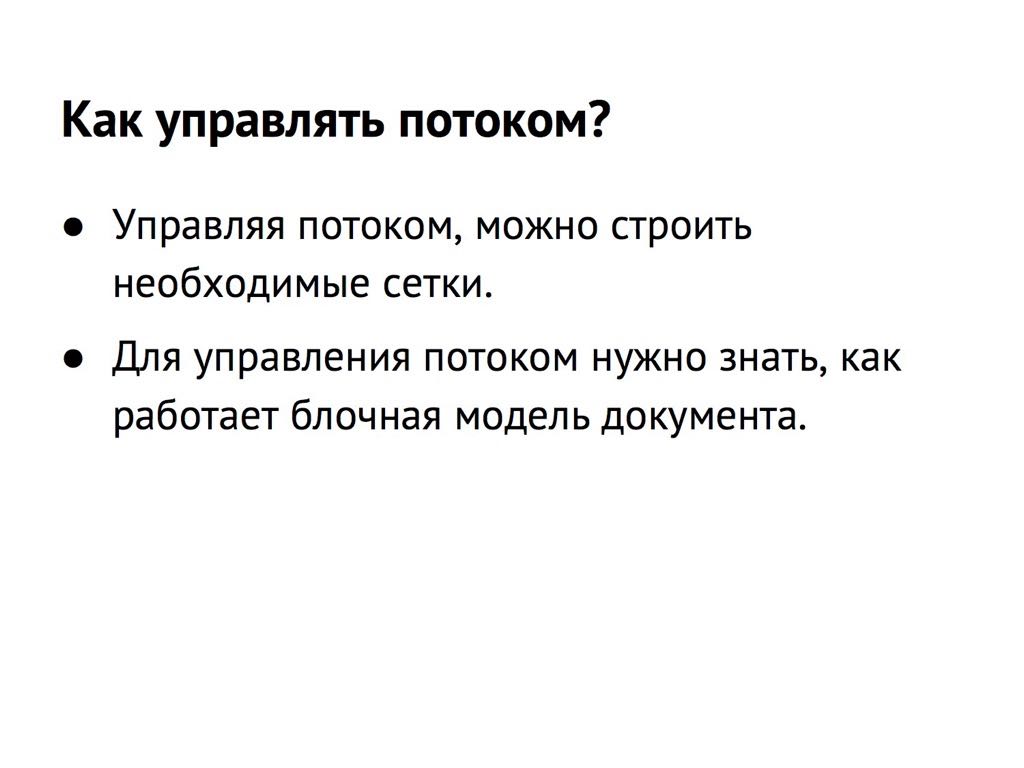 Как управлять потоком?
● Управляя потоком, можно строить
необходимые сетки.
● Для управления потоком нужно знать, как
работает блочная модель документа.